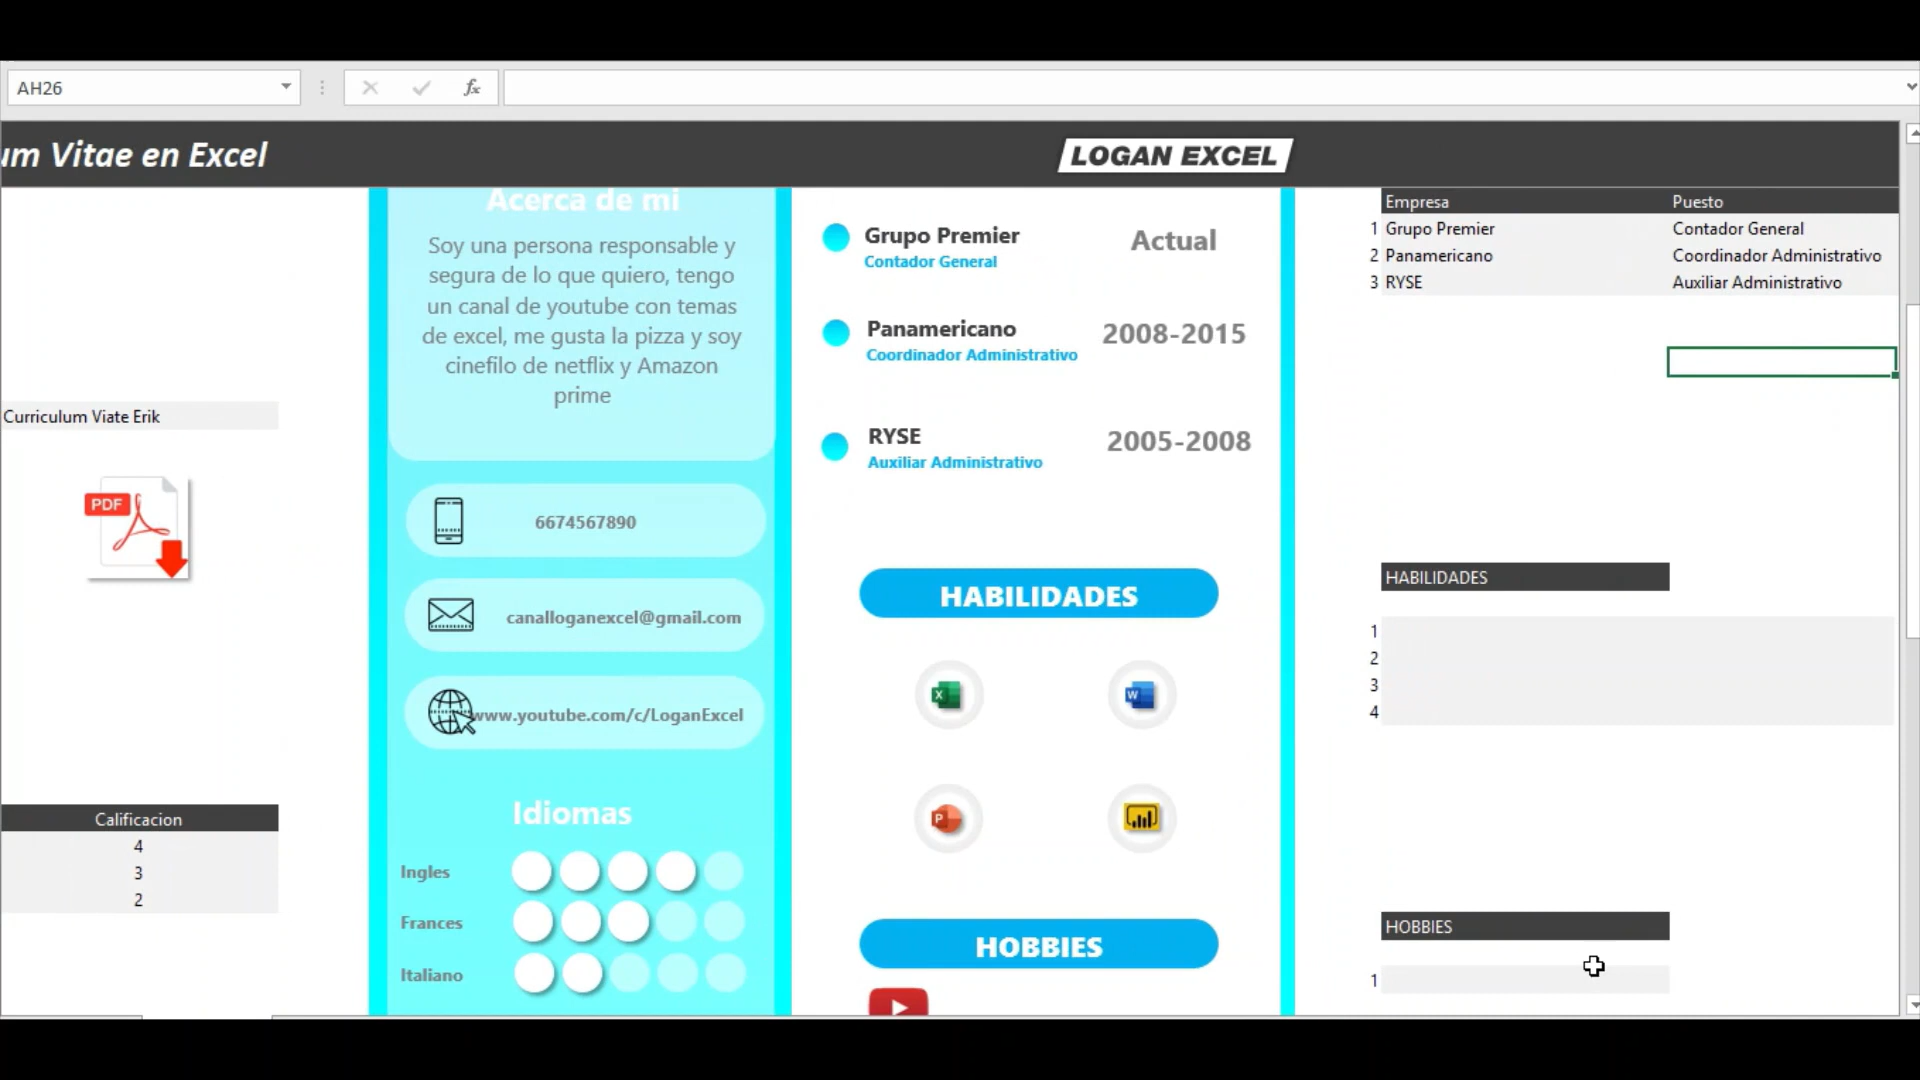 AH26
fx
um Vitae en Excel
LOGAN EXCEL
Curriculum Viate Erik
PDF
Calificacion
4
3
2
Acerca de mi
Soy una persona responsable y
segura de lo que quiero, tengo
un canal de youtube con temas
de excel, me gusta la pizza y soy
cinefilo de netflix y Amazon
prime
6674567890
canalloganexcel@gmail.com
www.youtube.com/c/LoganExcel
Idiomas
Ingles
Frances
Italiano
Grupo Premier Actual
Contador General
Panamericano 2008-2015
Coordinador Administrativo
RYSE 2005-2008
Auxiliar Administrativo
HABILIDADES
X W
P
HOBBIES
Empresa Puesto
1 Grupo Premier Contador General
2 Panamericano Coordinador Administrativo
3 RYSE Auxiliar Administrativo
HABILIDADES
1
2
3
4
HOBBIES
1